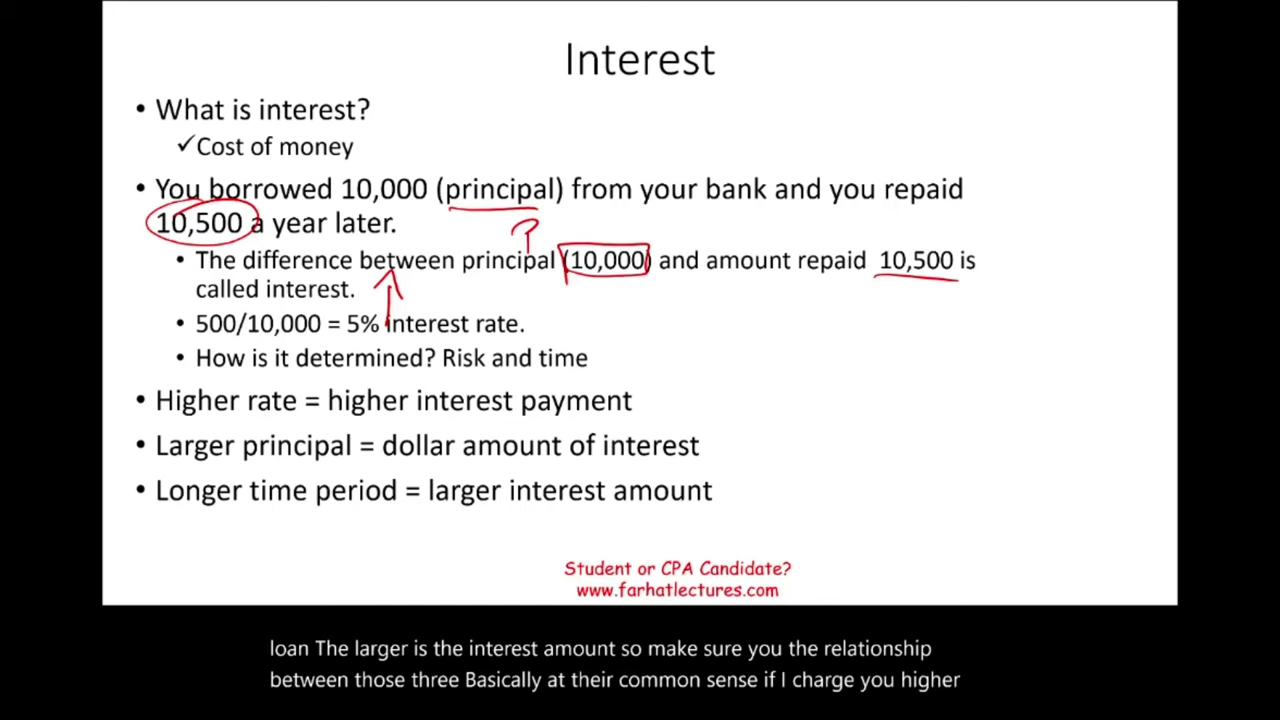 Interest
• What is interest?
✓Cost of money
• You borrowed 10,000 (principal) from your bank and you repaid
10,500 a year later.
• The difference between principal (10,000) and amount repaid 10,500 is
called interest.
• 500/10,000 = 5% interest rate.
• How is it determined? Risk and time
• Higher rate = higher interest payment
• Larger principal = dollar amount of interest
• Longer time period = larger interest amount
Student or CPA Candidate?
www.farhatlectures.com
loan The larger is the interest amount so make sure you the relationship
between those three Basically at their common sense if I charge you higher